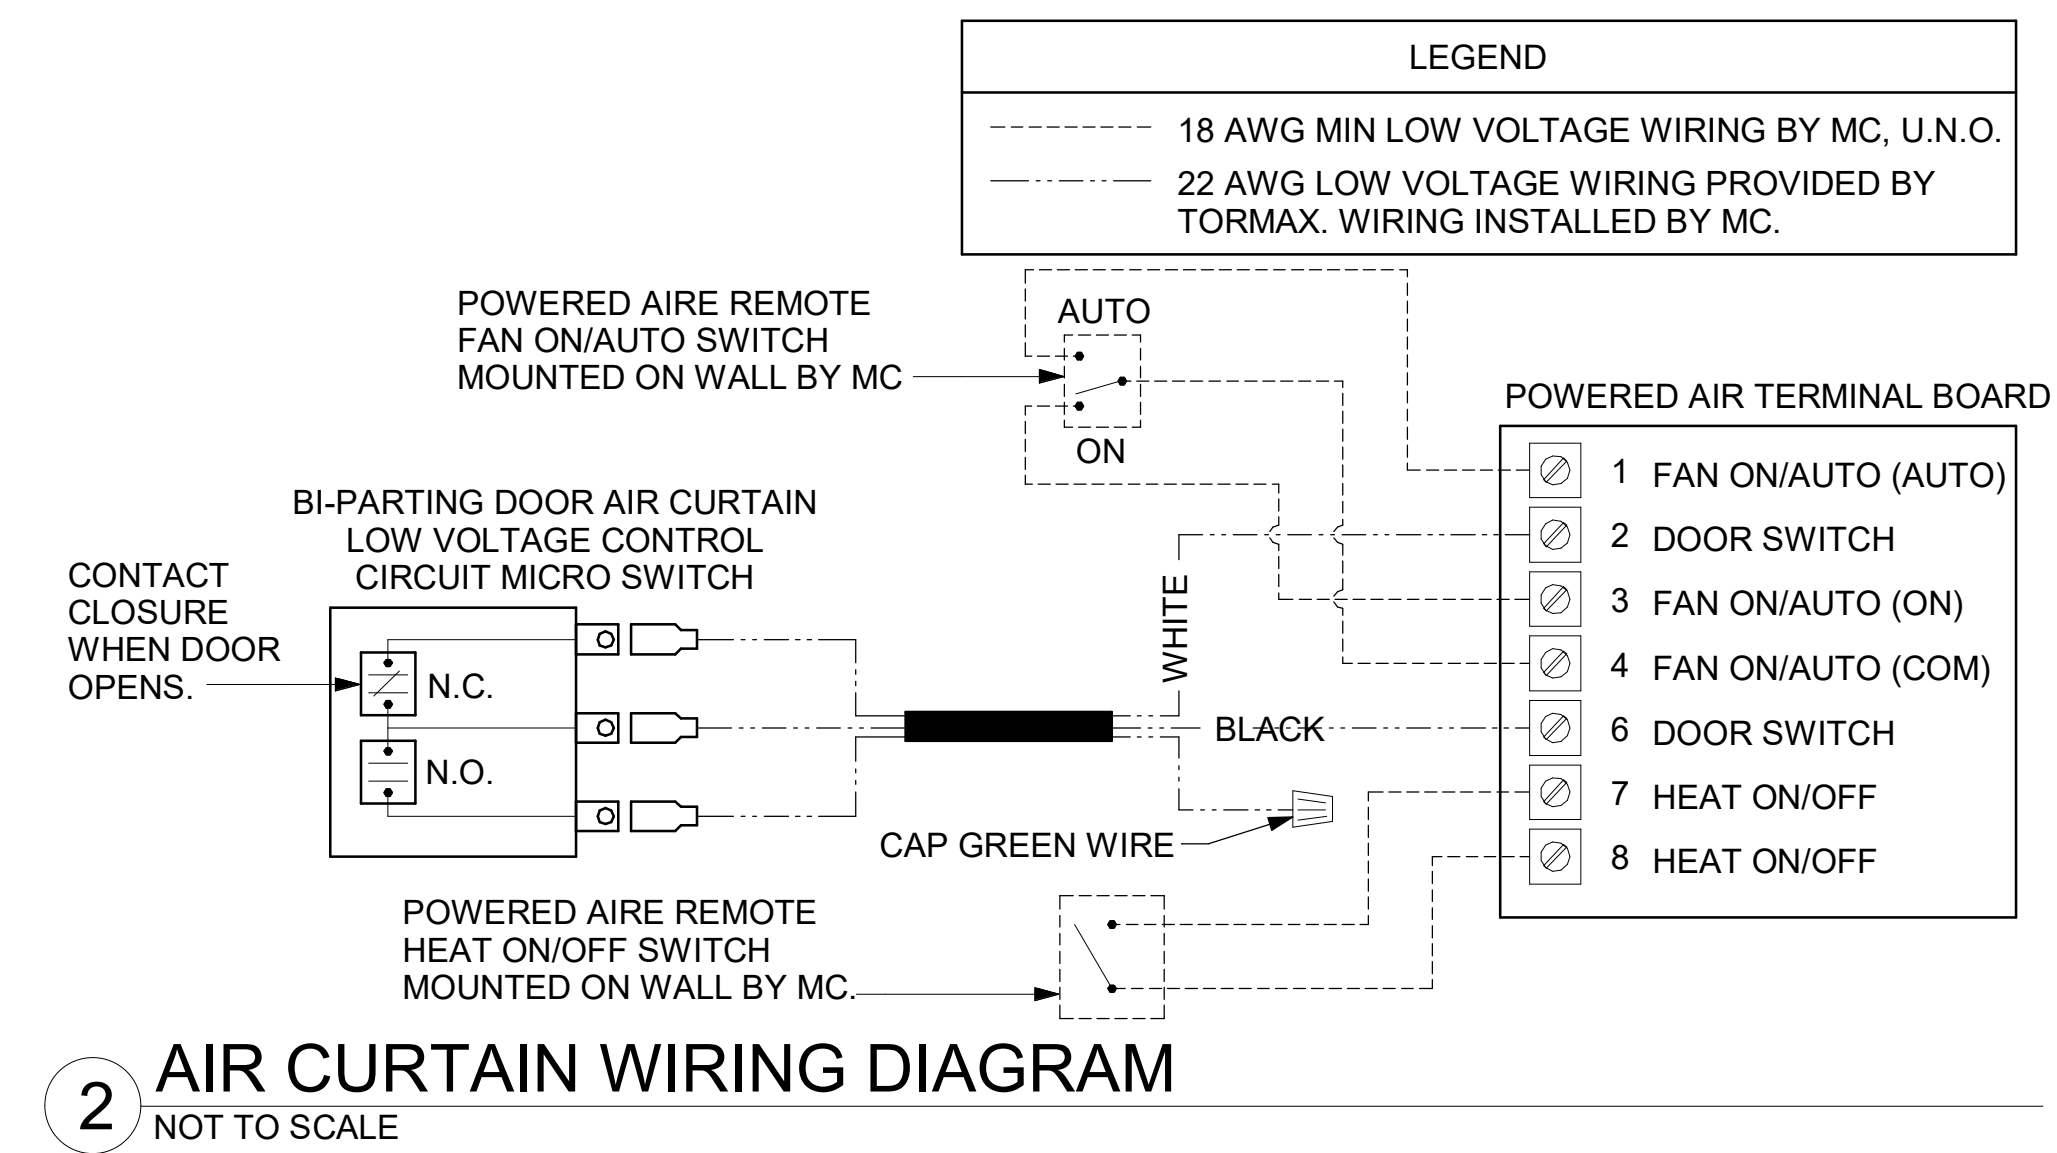 LEGEND
18 AWG MIN LOW VOLTAGE WIRING BY MC, U.N.O.
22 AWG LOW VOLTAGE WIRING PROVIDED BY
TORMAX. WIRING INSTALLED BY MC.
POWERED AIRE REMOTE
FAN ON/AUTO SWITCH
MOUNTED ON WALL BY MC
AUTO
ON
POWERED AIR TERMINAL BOARD
1 FAN ON/AUTO (AUTO)
2 DOOR SWITCH
3 FAN ON/AUTO (ON)
4 FAN ON/AUTO (COM)
6 DOOR SWITCH
7 HEAT ON/OFF
8 HEAT ON/OFF
BI-PARTING DOOR AIR CURTAIN
LOW VOLTAGE CONTROL
CIRCUIT MICRO SWITCH
CONTACT
CLOSURE
WHEN DOOR
OPENS.
N.C.
N.O.
WHITE
BLACK
CAP GREEN WIRE
POWERED AIRE REMOTE
HEAT ON/OFF SWITCH
MOUNTED ON WALL BY MC.
2 AIR CURTAIN WIRING DIAGRAM
NOT TO SCALE